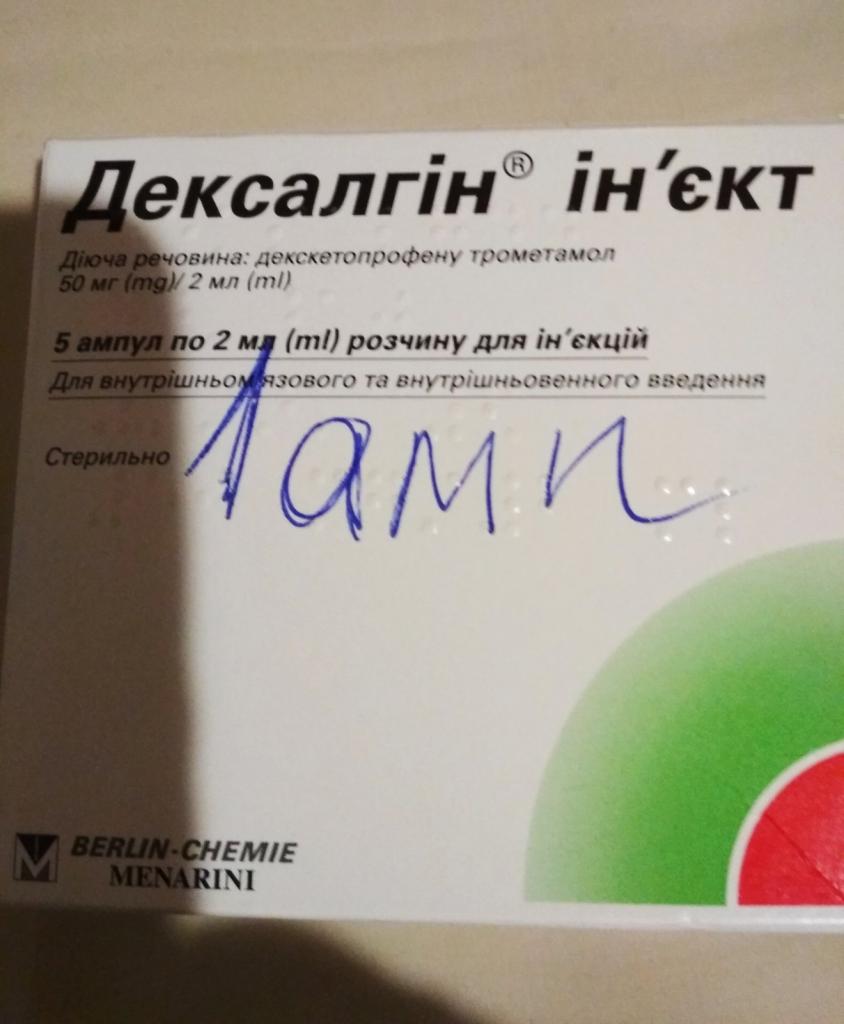 Дексалгін® ін'єкт
Діюча речовина: декскетопрофену трометамол
50 мг (mg)/ 2 мл (ml)
5 ампул по 2 мл (ml) розчину для ін'єкцій
Для внутрішньом'язового та внутрішньовенного введення
Стерильно
1 амп
BERLIN-CHEMIE
MENARINI